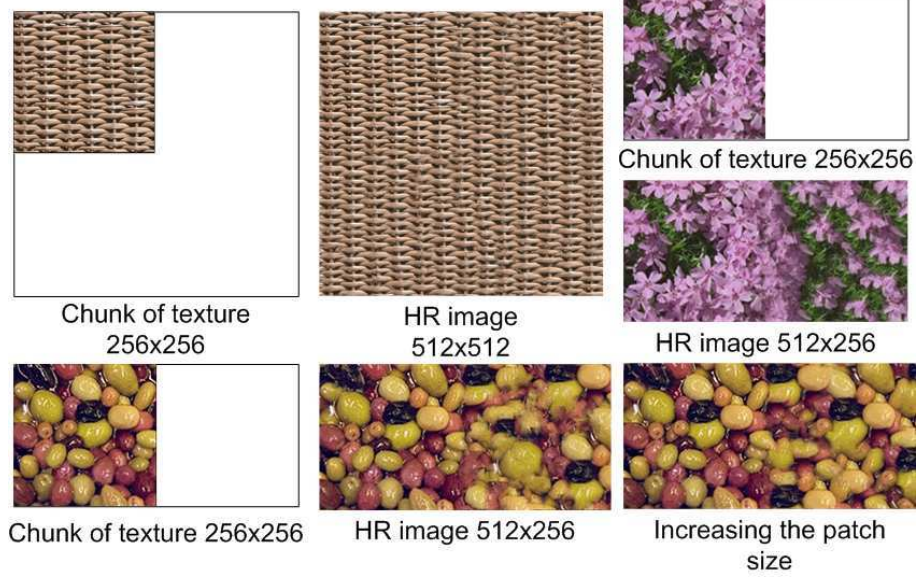 Chunk of texture
256x256
HR image
512x512
Chunk of texture 256x256
HR image 512x256
Chunk of texture 256x256
HR image 512x256
Increasing the patch
size